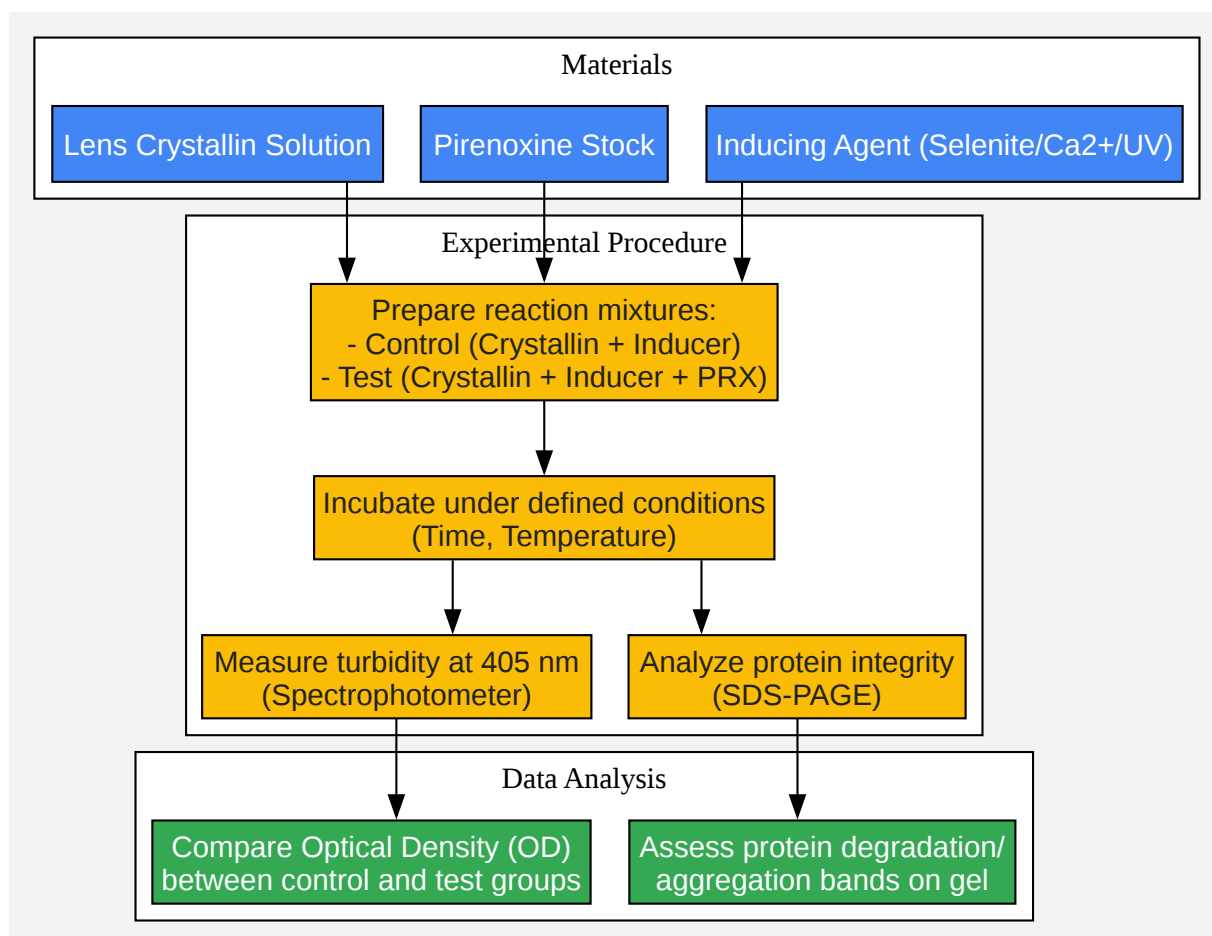 Materials
Lens Crystallin Solution
Pirenoxine Stock
Inducing Agent (Selenite/Ca2+/UV)
Experimental Procedure
Prepare reaction mixtures:
- Control (Crystallin + Inducer)
- Test (Crystallin + Inducer + PRX)
Incubate under defined conditions
(Time, Temperature)
Measure turbidity at 405 nm
(Spectrophotometer)
Analyze protein integrity
(SDS-PAGE)
Data Analysis
Compare Optical Density (OD)
between control and test groups
Assess protein degradation/
aggregation bands on gel